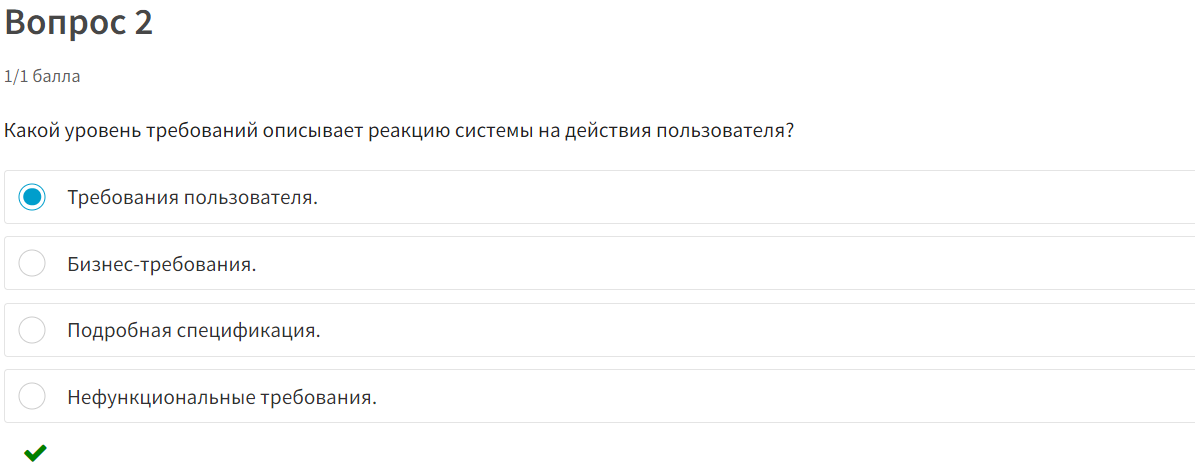 Вопрос 2
1/1 балла
Какой уровень требований описывает реакцию системы на действия пользователя?
Требования пользователя.
Бизнес-требования.
Подробная спецификация.
Нефункциональные требования.